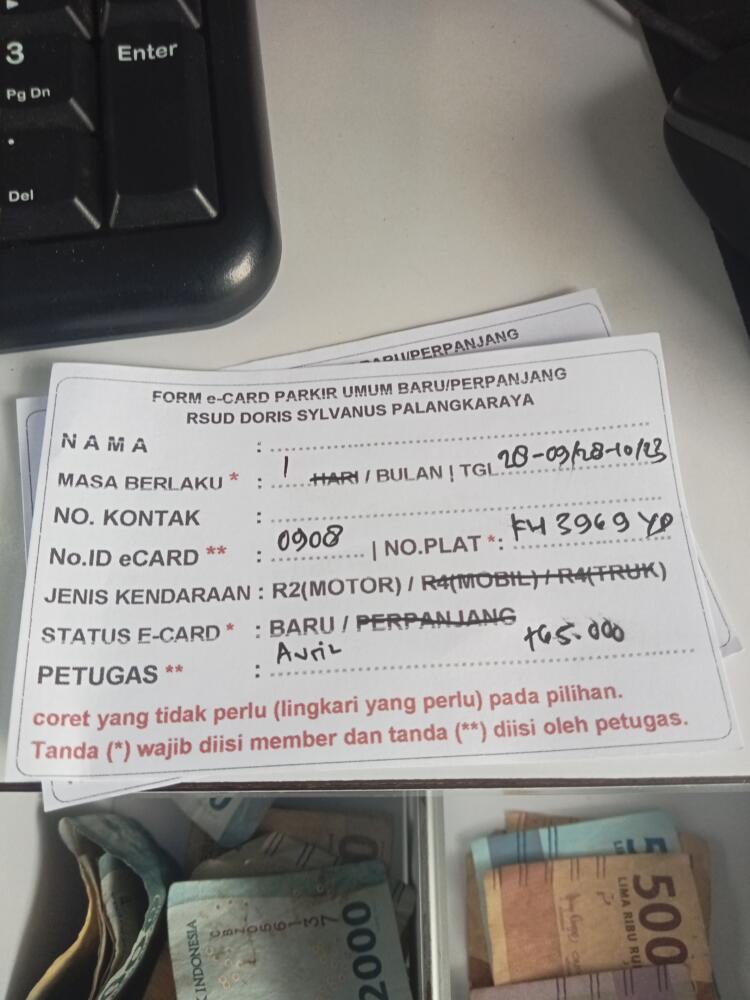 3
Enter
Pg Dn
.
Del
BARU/PERPANJANG
FORM e-CARD PARKIR UMUM BARU/PERPANJANG
RSUD DORIS SYLVANUS PALANGKARAYA
NAMA :
MASA BERLAKU * : 1 HARI / BULAN | TGL 28-09/28-10/23
NO. KONTAK :
No.ID eCARD ** : 0908 | NO.PLAT *: KH 3969 YP
JENIS KENDARAAN : R2(MOTOR) / R4(MOBIL) / R4(TRUK)
STATUS E-CARD * : BARU / PERPANJANG
PETUGAS ** : Avril +65.000
coret yang tidak perlu (lingkari yang perlu) pada pilihan.
Tanda (*) wajib diisi member dan tanda (**) diisi oleh petugas.
INDONESIA
2000
500
LIMA RIBU